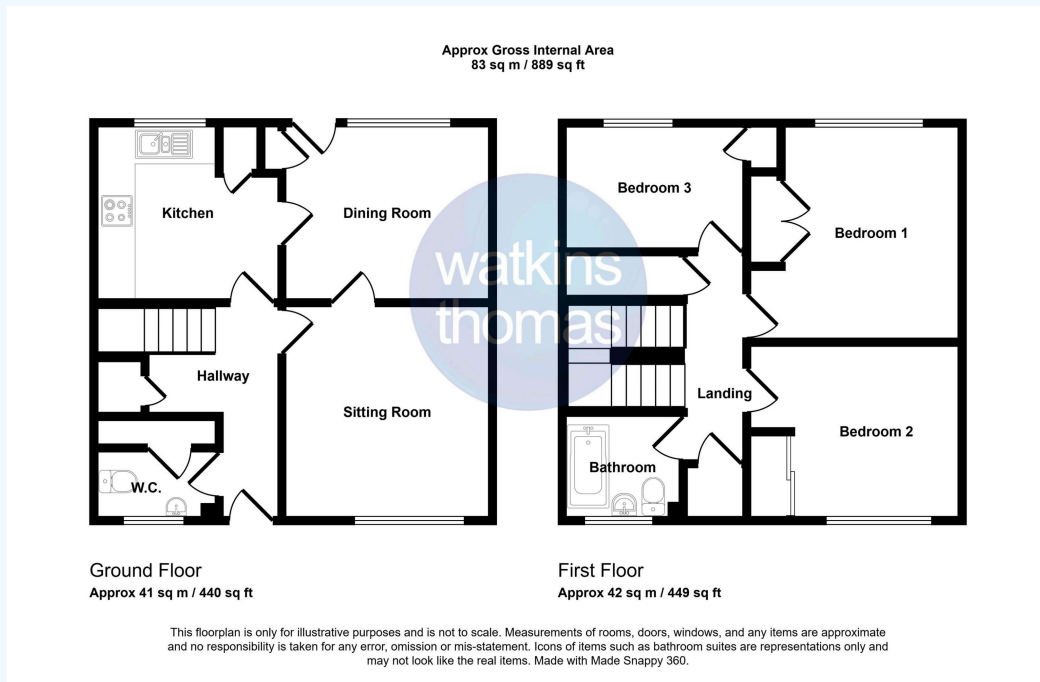 Approx Gross Internal Area
83 sq m / 889 sq ft
Kitchen
Dining Room
Hallway
Sitting Room
W.C.
Bedroom 3
Bedroom 1
Landing
Bedroom 2
Bathroom
watkins
thomas
Ground Floor
Approx 41 sq m / 440 sq ft
First Floor
Approx 42 sq m / 449 sq ft
This floorplan is only for illustrative purposes and is not to scale. Measurements of rooms, doors, windows, and any items are approximate
and no responsibility is taken for any error, omission or mis-statement. Icons of items such as bathroom suites are representations only and
may not look like the real items. Made with Made Snappy 360.